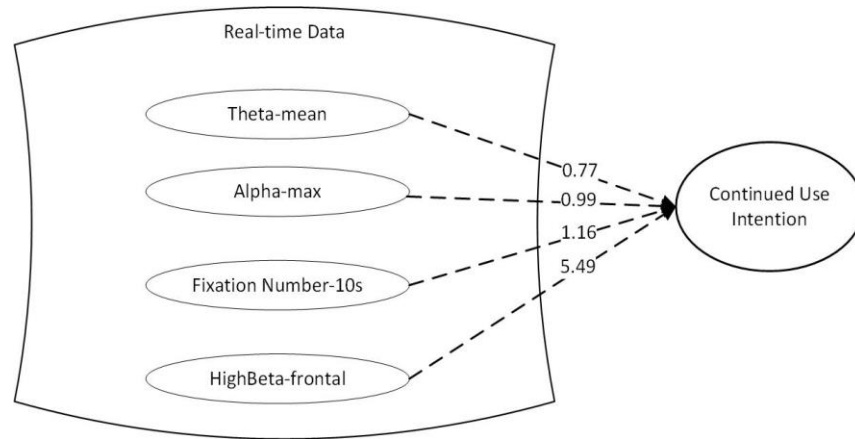 Real-time Data
Theta-mean
0.77
Alpha-max
0.99
Continued Use
Intention
1.16
Fixation Number-10s
5.49
HighBeta-frontal